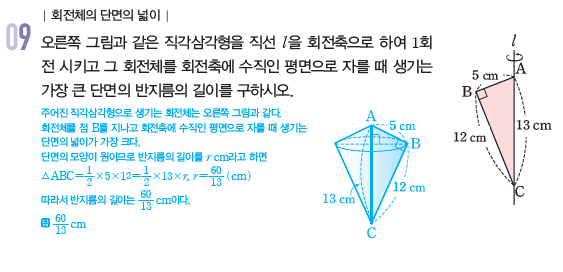 | 회전체의 단면의 넓이 |
09 오른쪽 그림과 같은 직각삼각형을 직선 l을 회전축으로 하여 1회
전 시키고 그 회전체를 회전축에 수직인 평면으로 자를 때 생기는
가장 큰 단면의 반지름의 길이를 구하시오.
주어진 직각삼각형으로 생기는 회전체는 오른쪽 그림과 같다.
회전체를 점 B를 지나고 회전축에 수직인 평면으로 자를 때 생기는
단면의 넓이가 가장 크다.
단면의 모양이 원이므로 반지름의 길이를 r cm라고 하면
△ABC=1/2×5×12=1/2×13×r, r=60/13 (cm)
따라서 반지름의 길이는 60/13 cm이다.
답 60/13 cm
A
5 cm
B
12 cm
13 cm
C
l
A
5 cm
B
13 cm
12 cm
C